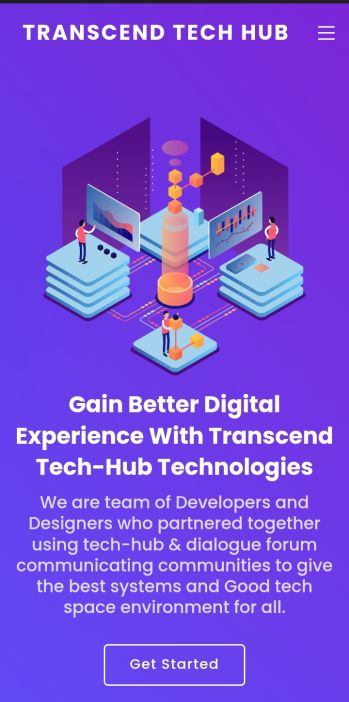 TRANSCEND TECH HUB
Gain Better Digital
Experience With Transcend
Tech-Hub Technologies
We are team of Developers and
Designers who partnered together
using tech-hub & dialogue forum
communicating communities to give
the best systems and Good tech
space environment for all.
Get Started